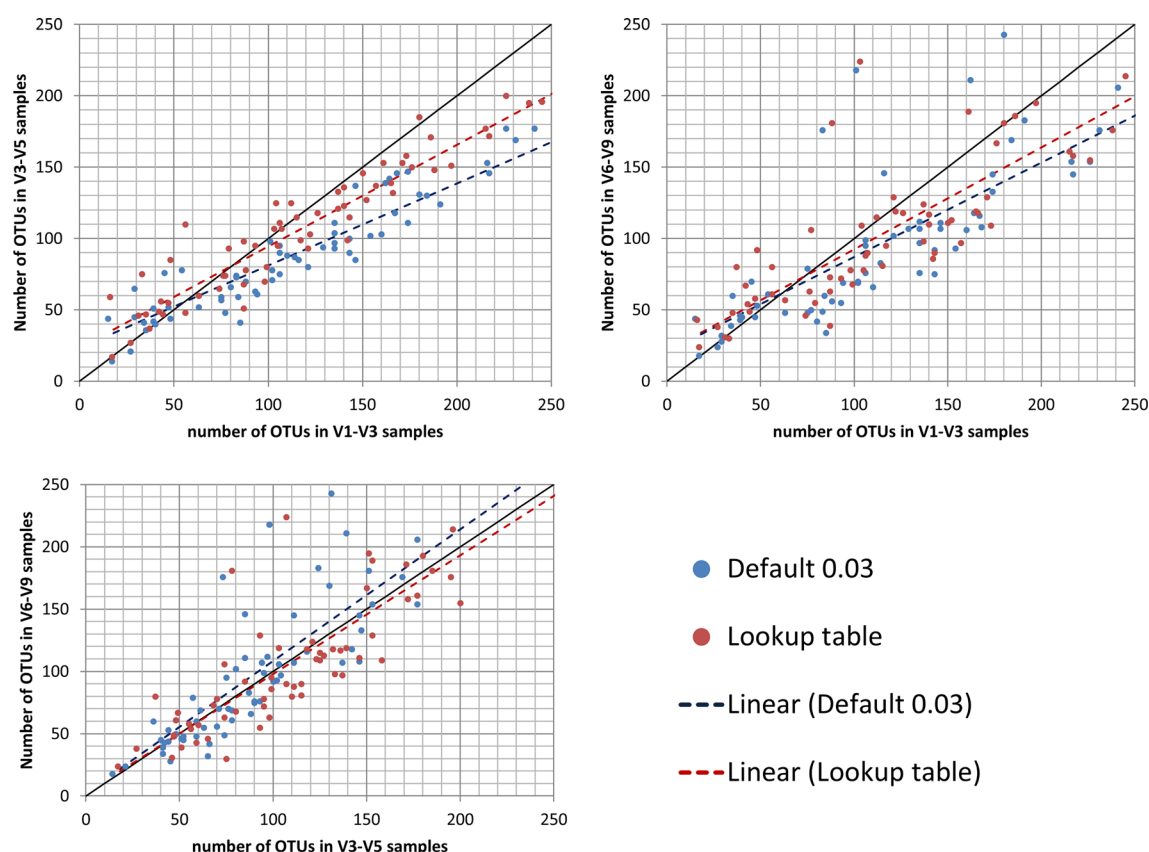 250
200
150
100
50
0
Number of OTUs in V3-V5 samples
0 50 100 150 200 250
number of OTUs in V1-V3 samples
250
200
150
100
50
0
Number of OTUs in V6-V9 samples
0 50 100 150 200 250
number of OTUs in V1-V3 samples
250
200
150
100
50
0
Number of OTUs in V6-V9 samples
0 50 100 150 200 250
number of OTUs in V3-V5 samples
Default 0.03
Lookup table
Linear (Default 0.03)
Linear (Lookup table)